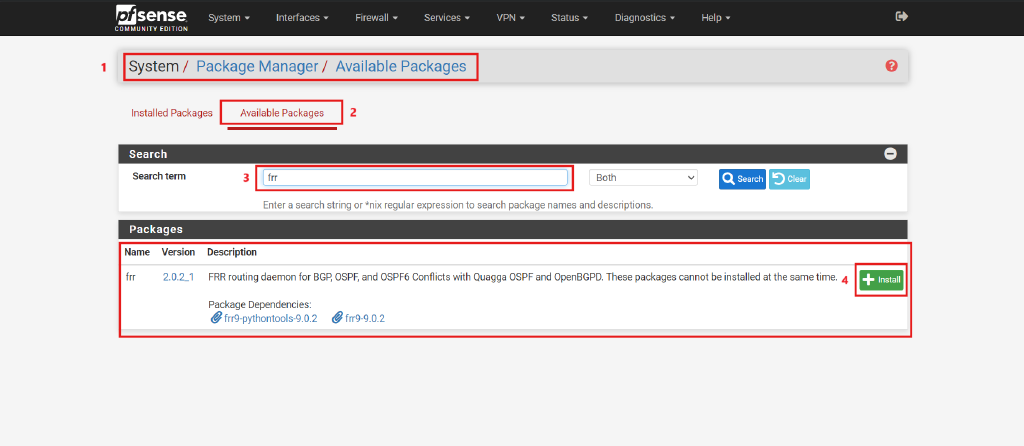 pfsense System Interfaces Firewall Services VPN Status Diagnostics Help
COMMUNITY EDITION
1 System / Package Manager / Available Packages
Installed Packages Available Packages 2
Search
Search term 3 frr Both Search Clear
Enter a search string or *nix regular expression to search package names and descriptions.
Packages
Name Version Description
frr 2.0.2_1 FRR routing daemon for BGP, OSPF, and OSPF6 Conflicts with Quagga OSPF and OpenBGPD. These packages cannot be installed at the same time. 4 Install
Package Dependencies:
frr9-pythontools-9.0.2 frr9-9.0.2